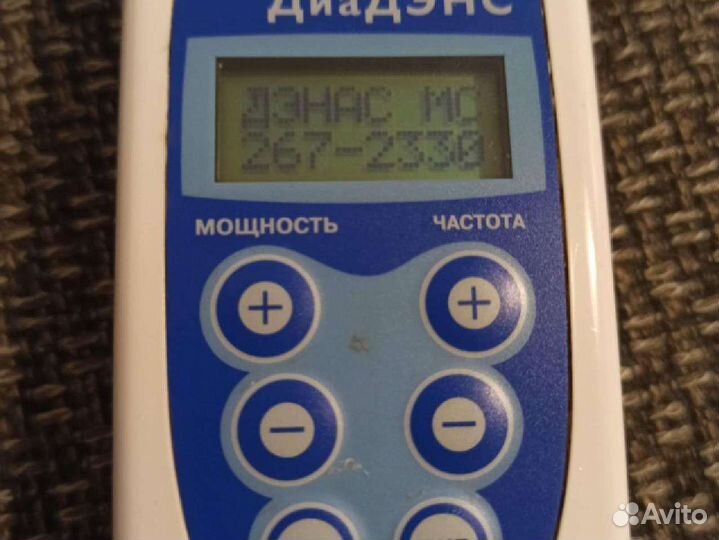 ДиаДЭНС
ДЭНАС МС
267-2330
МОЩНОСТЬ ЧАСТОТА
Avito